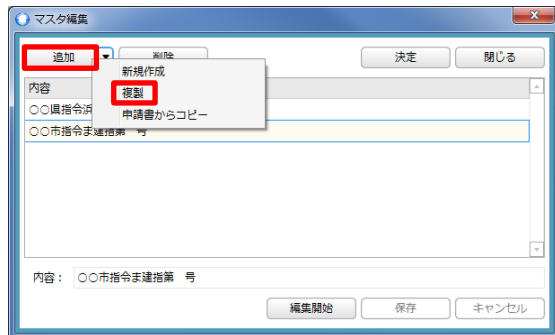 マスタ編集
追加
削除
決定
閉じる
新規作成
複製
申請書からコピー
内容
○○県指令浜
○○市指令ま建指第　号
内容： ○○市指令ま建指第　号
編集開始
保存
キャンセル